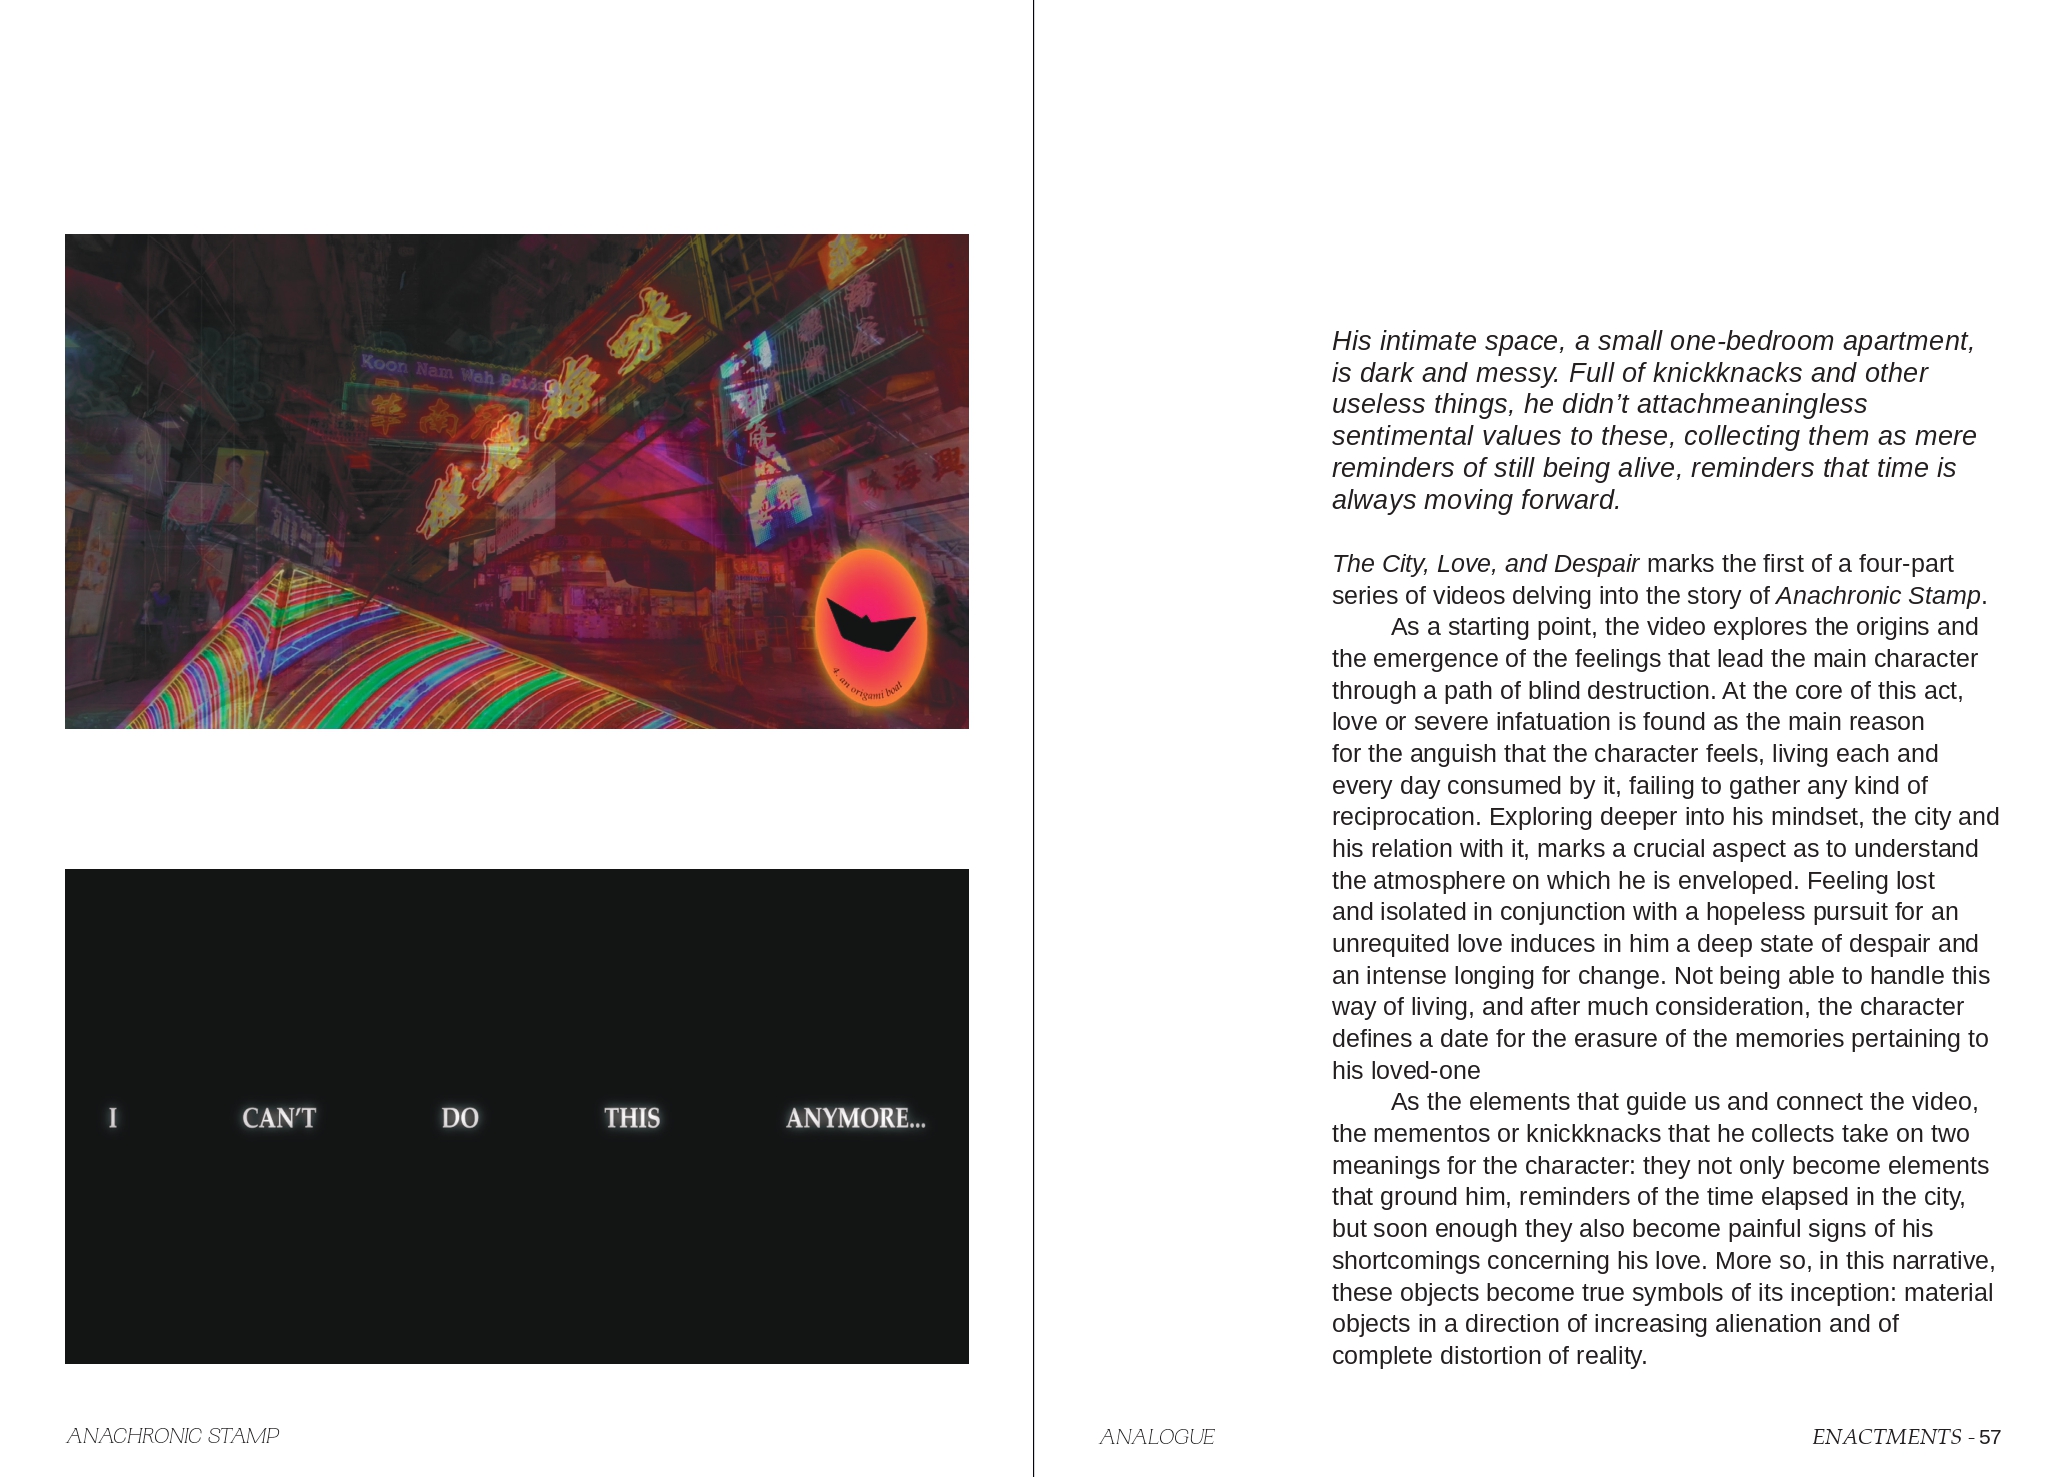 Koon Nam Wah Bridal
華南
4. an origami boat
I CAN’T DO THIS ANYMORE...
ANACHRONIC STAMP
His intimate space, a small one-bedroom apartment,
is dark and messy. Full of knickknacks and other
useless things, he didn’t attachmeaningless
sentimental values to these, collecting them as mere
reminders of still being alive, reminders that time is
always moving forward.
The City, Love, and Despair marks the first of a four-part
series of videos delving into the story of Anachronic Stamp.
As a starting point, the video explores the origins and
the emergence of the feelings that lead the main character
through a path of blind destruction. At the core of this act,
love or severe infatuation is found as the main reason
for the anguish that the character feels, living each and
every day consumed by it, failing to gather any kind of
reciprocation. Exploring deeper into his mindset, the city and
his relation with it, marks a crucial aspect as to understand
the atmosphere on which he is enveloped. Feeling lost
and isolated in conjunction with a hopeless pursuit for an
unrequited love induces in him a deep state of despair and
an intense longing for change. Not being able to handle this
way of living, and after much consideration, the character
defines a date for the erasure of the memories pertaining to
his loved-one
As the elements that guide us and connect the video,
the mementos or knickknacks that he collects take on two
meanings for the character: they not only become elements
that ground him, reminders of the time elapsed in the city,
but soon enough they also become painful signs of his
shortcomings concerning his love. More so, in this narrative,
these objects become true symbols of its inception: material
objects in a direction of increasing alienation and of
complete distortion of reality.
ANALOGUE
ENACTMENTS - 57